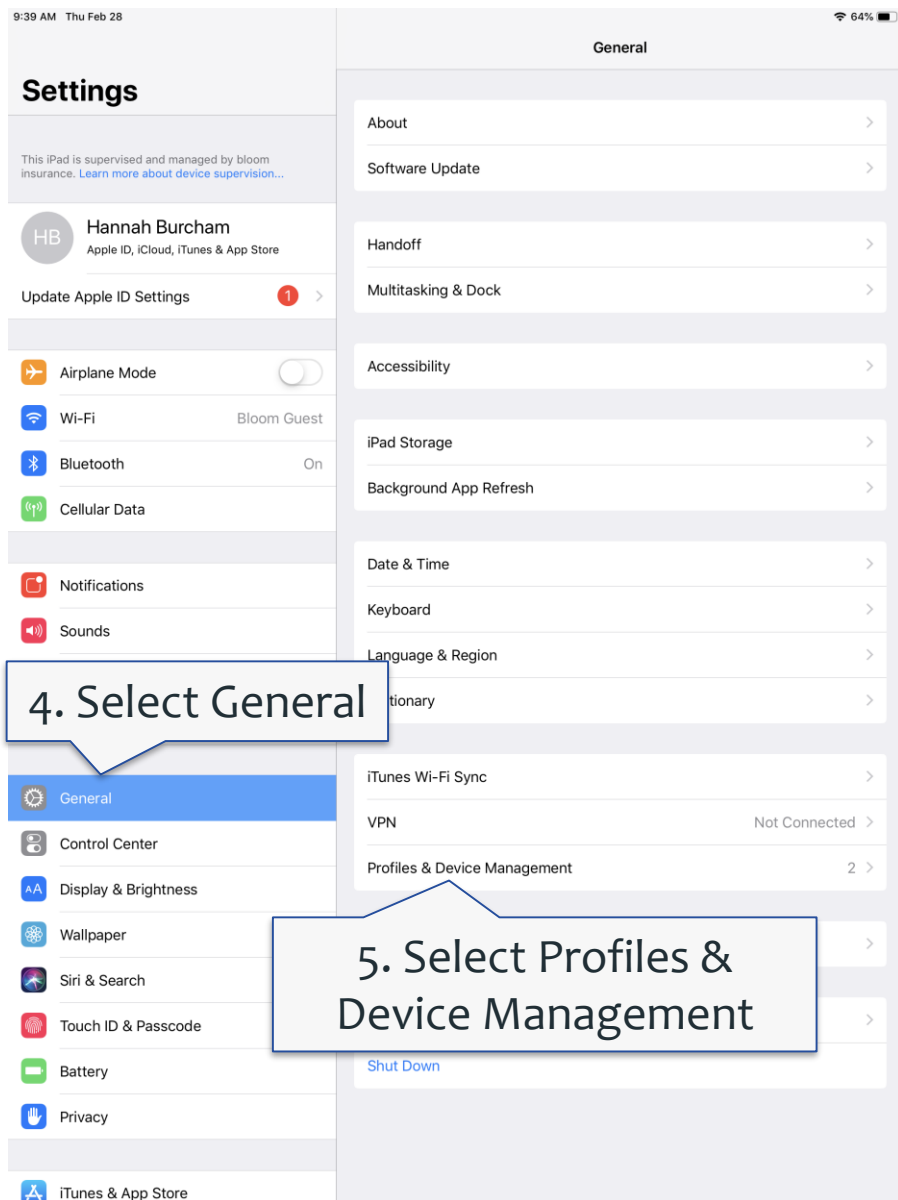 9:39 AM Thu Feb 28
64%
Settings
This iPad is supervised and managed by bloom
insurance. Learn more about device supervision...
HB
Hannah Burcham
Apple ID, iCloud, iTunes & App Store
Update Apple ID Settings
1
Airplane Mode
Wi-Fi Bloom Guest
Bluetooth On
Cellular Data
Notifications
Sounds
4. Select General
General
Control Center
AA Display & Brightness
Wallpaper
Siri & Search
Touch ID & Passcode
Battery
Privacy
iTunes & App Store
General
About
Software Update
Handoff
Multitasking & Dock
Accessibility
iPad Storage
Background App Refresh
Date & Time
Keyboard
Language & Region
tionary
iTunes Wi-Fi Sync
VPN Not Connected
Profiles & Device Management 2
5. Select Profiles &
Device Management
Shut Down